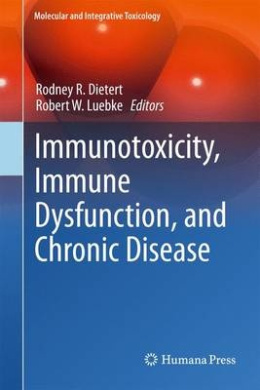 Molecular and Integrative Toxicology
Rodney R. Dietert
Robert W. Luebke Editors
Immunotoxicity,
Immune
Dysfunction, and
Chronic Disease
Humana Press